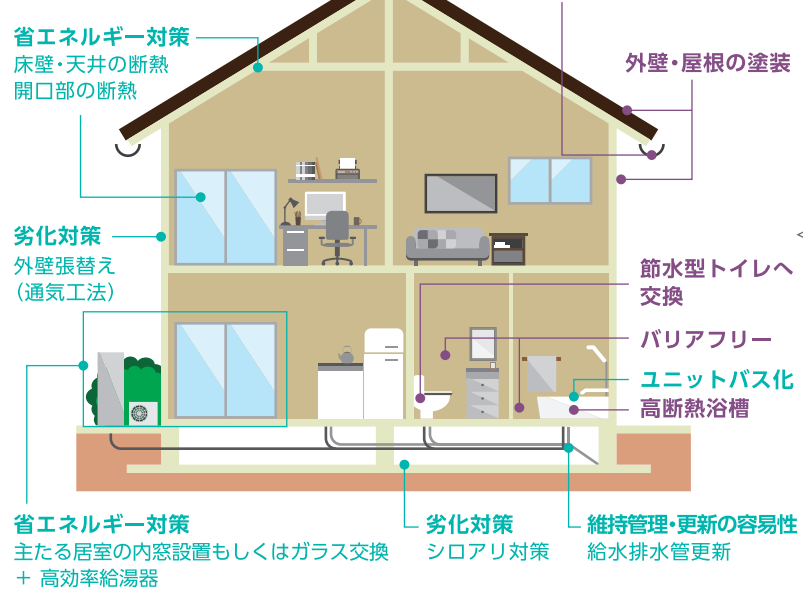 省エネルギー対策
床壁・天井の断熱
開口部の断熱
外壁・屋根の塗装
劣化対策
外壁張替え
（通気工法）
節水型トイレへ
交換
バリアフリー
ユニットバス化
高断熱浴槽
省エネルギー対策
主たる居室の内窓設置もしくはガラス交換
＋ 高効率給湯器
劣化対策
シロアリ対策
維持管理・更新の容易性
給水排水管更新